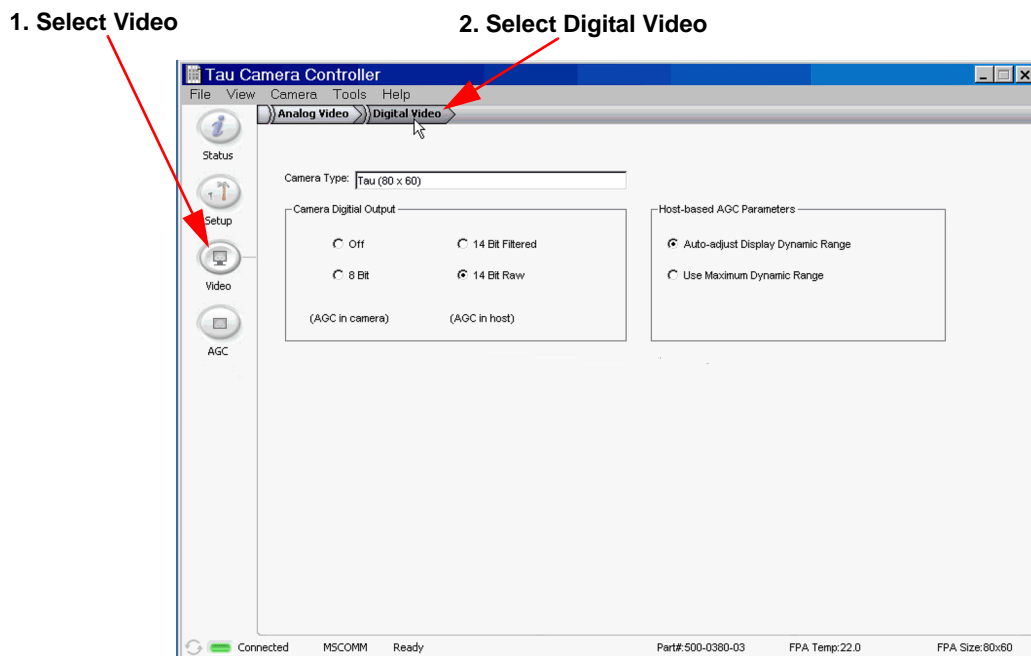 1. Select Video
2. Select Digital Video
Tau Camera Controller
File View Camera Tools Help
Analog Video Digital Video
Status
Setup
Video
AGC
Camera Type: Tau (80 x 60)
Camera Digitial Output
Off
14 Bit Filtered
8 Bit
14 Bit Raw
(AGC in camera)
(AGC in host)
Host-based AGC Parameters
Auto-adjust Display Dynamic Range
Use Maximum Dynamic Range
Connected MSCOMM Ready Part#:500-0380-03 FPA Temp:22.0 FPA Size:80x60